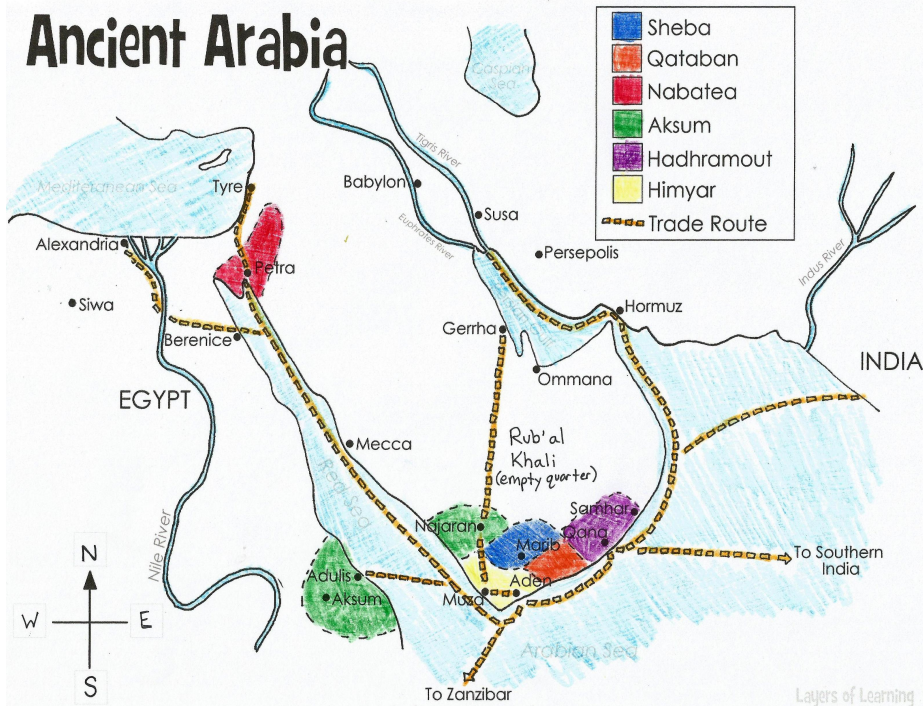 Ancient Arabia
Sheba
Qataban
Nabatea
Aksum
Hadhramout
Himyar
Trade Route
Caspian
Sea
Mediteranean Sea
Tyre
Tigris River
Babylon
Susa
Euphrates River
Persepolis
Indus River
Alexandria
Petra
Siwa
Berenice
Gerrha
Hormuz
Ommana
INDIA
EGYPT
Mecca
Rub'al
Khali
(empty quarter)
Red Sea
Najaran
Samhar
Qana
Marib
Nile River
Adulis
Aksum
Muza
Aden
To Southern
India
Arabian Sea
To Zanzibar
N
W
E
S
Layers of Learning